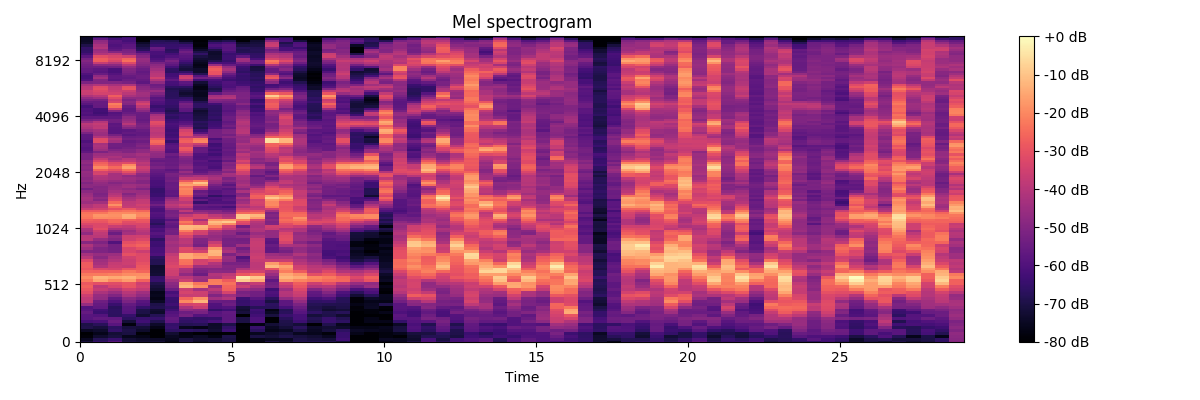 Mel spectrogram
Hz
8192
4096
2048
1024
512
0
0 5 10 15 20 25
Time
+0 dB
-10 dB
-20 dB
-30 dB
-40 dB
-50 dB
-60 dB
-70 dB
-80 dB